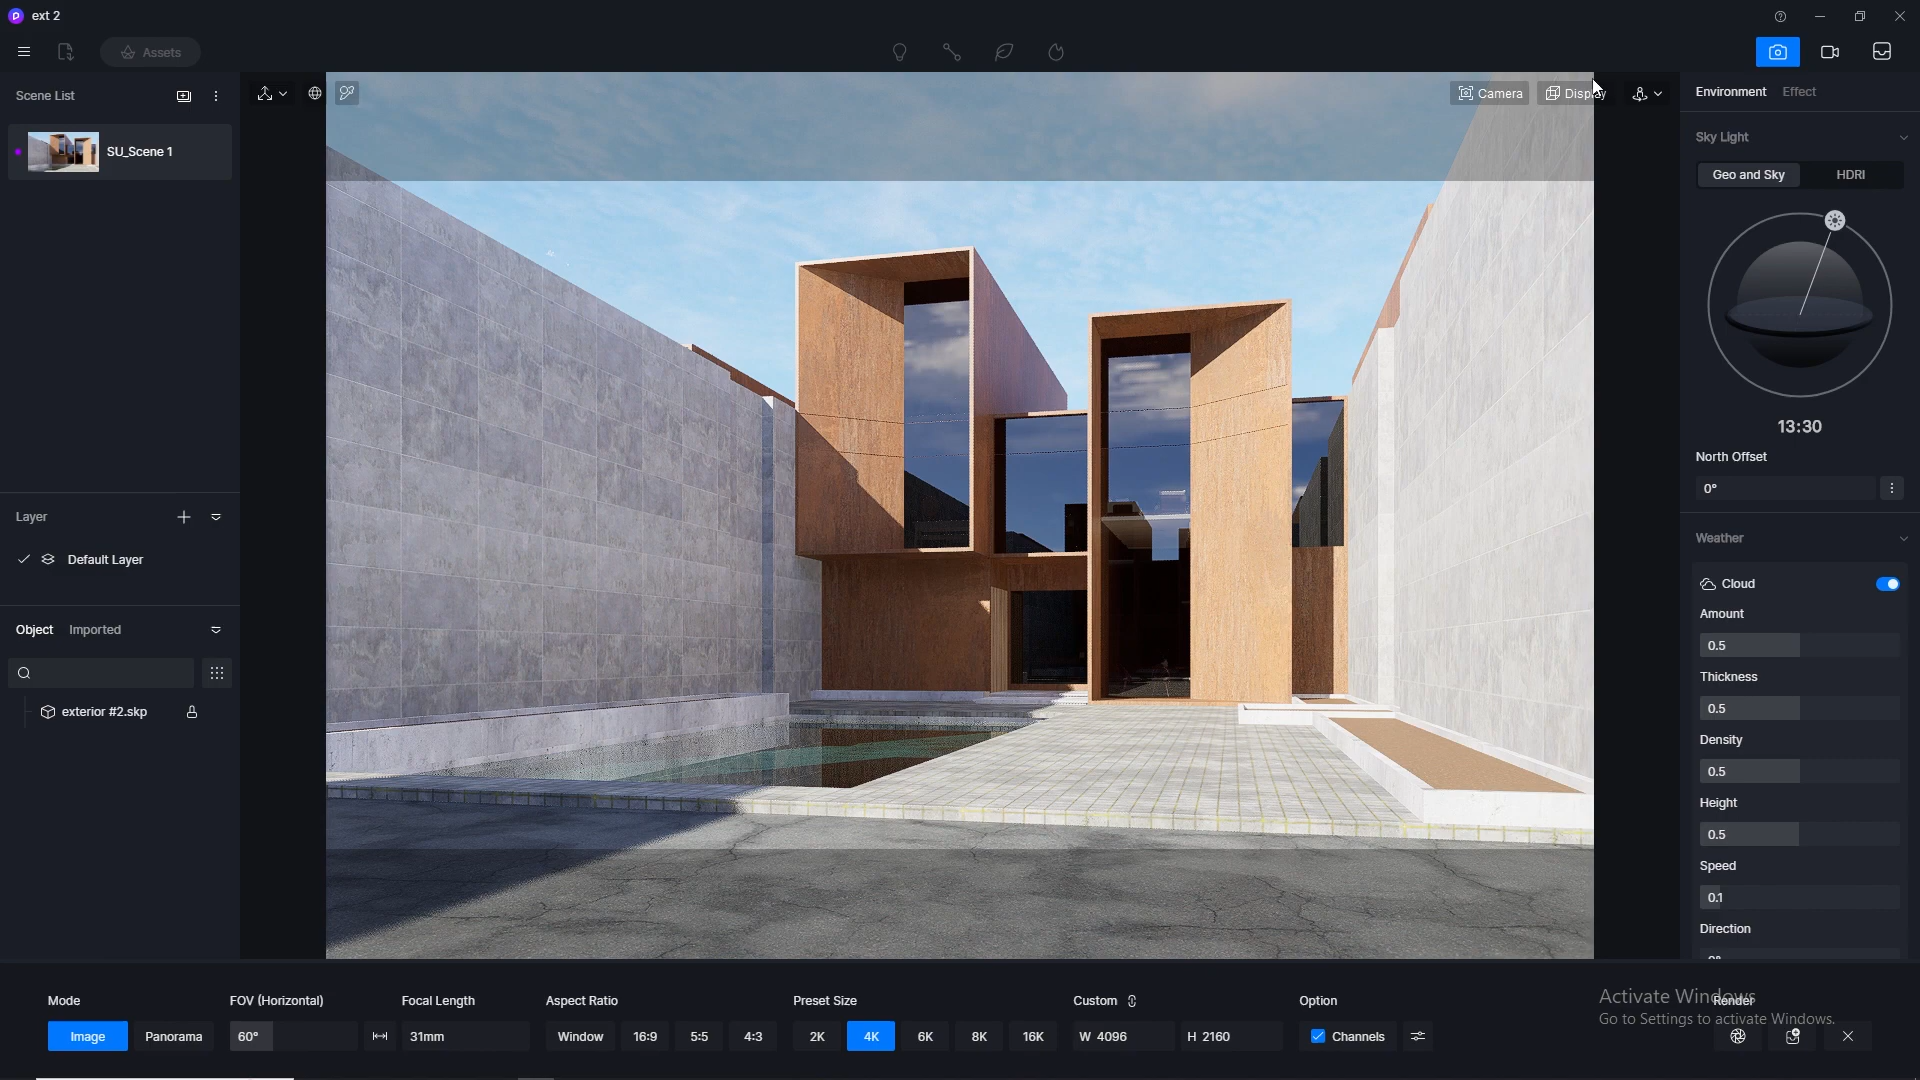 ext 2
Assets
Scene List
SU_Scene 1
Layer
Default Layer
Object Imported
exterior #2.skp
Camera
Display
Environment Effect
Sky Light
Geo and Sky HDRI
13:30
North Offset
0°
Weather
Cloud
Amount
0.5
Thickness
0.5
Density
0.5
Height
0.5
Speed
0.1
Direction
Mode
Image Panorama
FOV (Horizontal)
60°
Focal Length
31mm
Aspect Ratio
Window 16:9 5:5 4:3
Preset Size
2K 4K 6K 8K 16K
Custom
W 4096 H 2160
Option
Channels
Render
Activate Windows
Go to Settings to activate Windows.